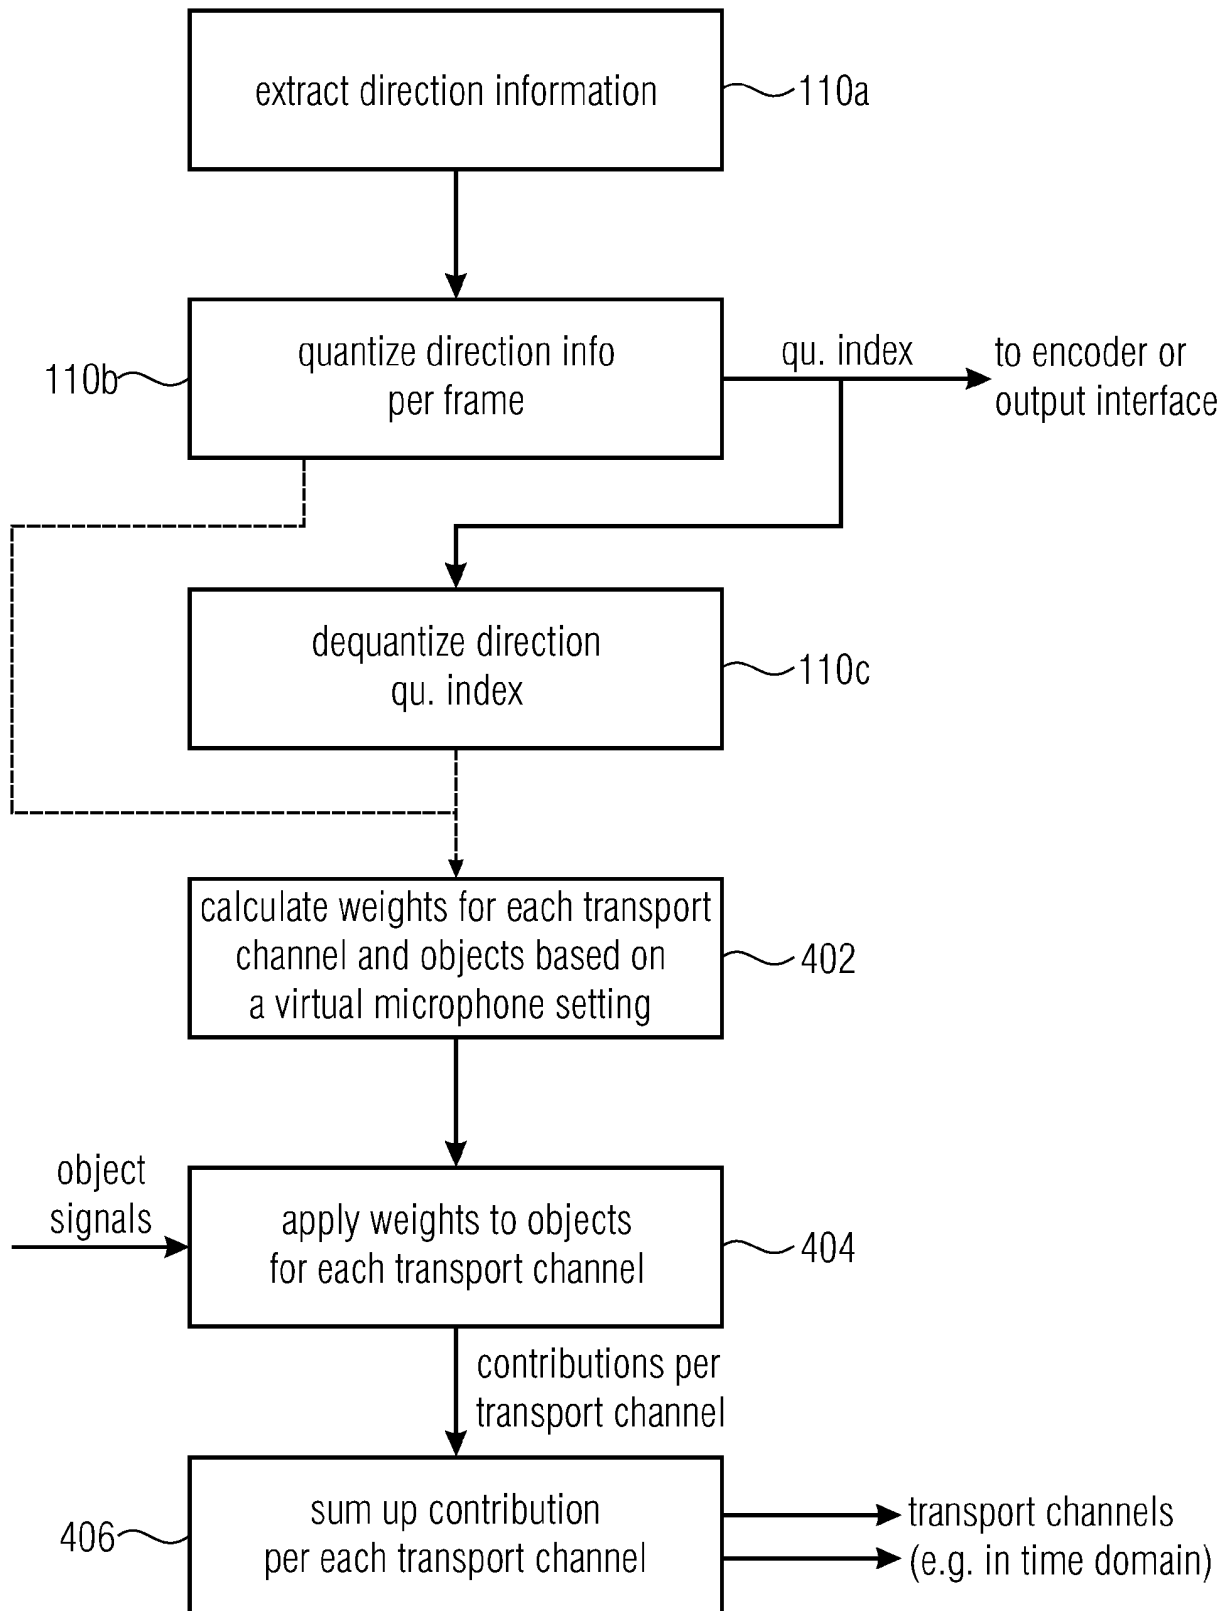 extract direction information
110a
quantize direction info
per frame
110b
qu. index
to encoder or
output interface
dequantize direction
qu. index
110c
calculate weights for each transport
channel and objects based on
a virtual microphone setting
402
object
signals
apply weights to objects
for each transport channel
404
contributions per
transport channel
sum up contribution
per each transport channel
406
transport channels
(e.g. in time domain)